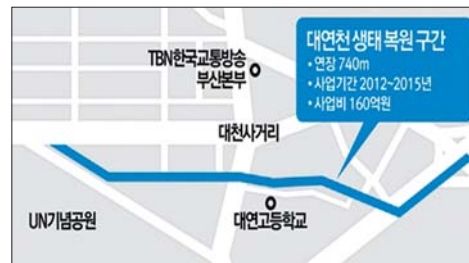 대연천 생태 복원 구간
• 연장 740m
• 사업기간 2012~2015년
• 사업비 160억원
TBN한국교통방송
부산본부
대천사거리
대연고등학교
UN기념공원